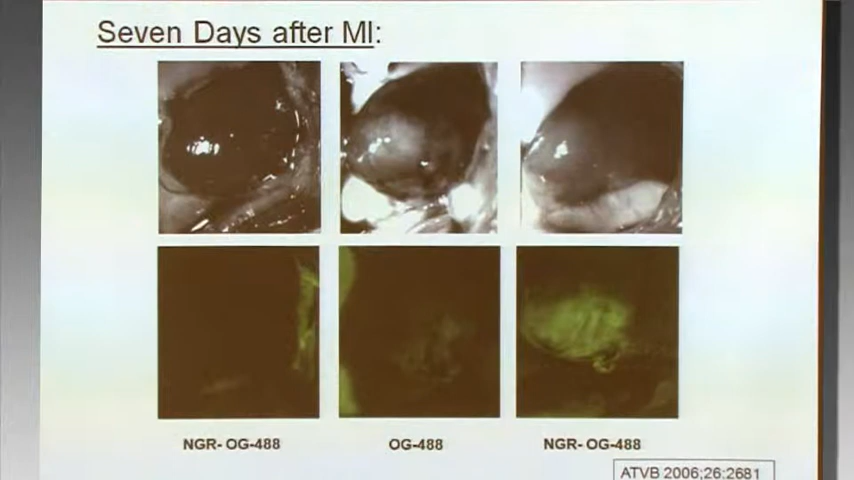 Seven Days after MI:
NGR- OG-488
OG-488
NGR- OG-488
ATVB 2006;26:2681